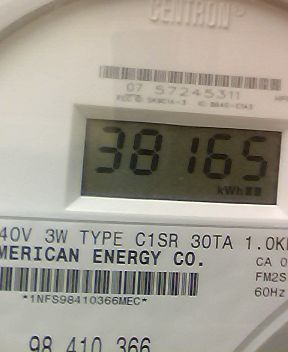 CENTRON®
07 57245311
38165
kWh
40V 3W TYPE C1SR 30TA 1.0K
MERICAN ENERGY CO.
CA 0
FM2S
60Hz
*1NFS98410366MEC*
98 410 366